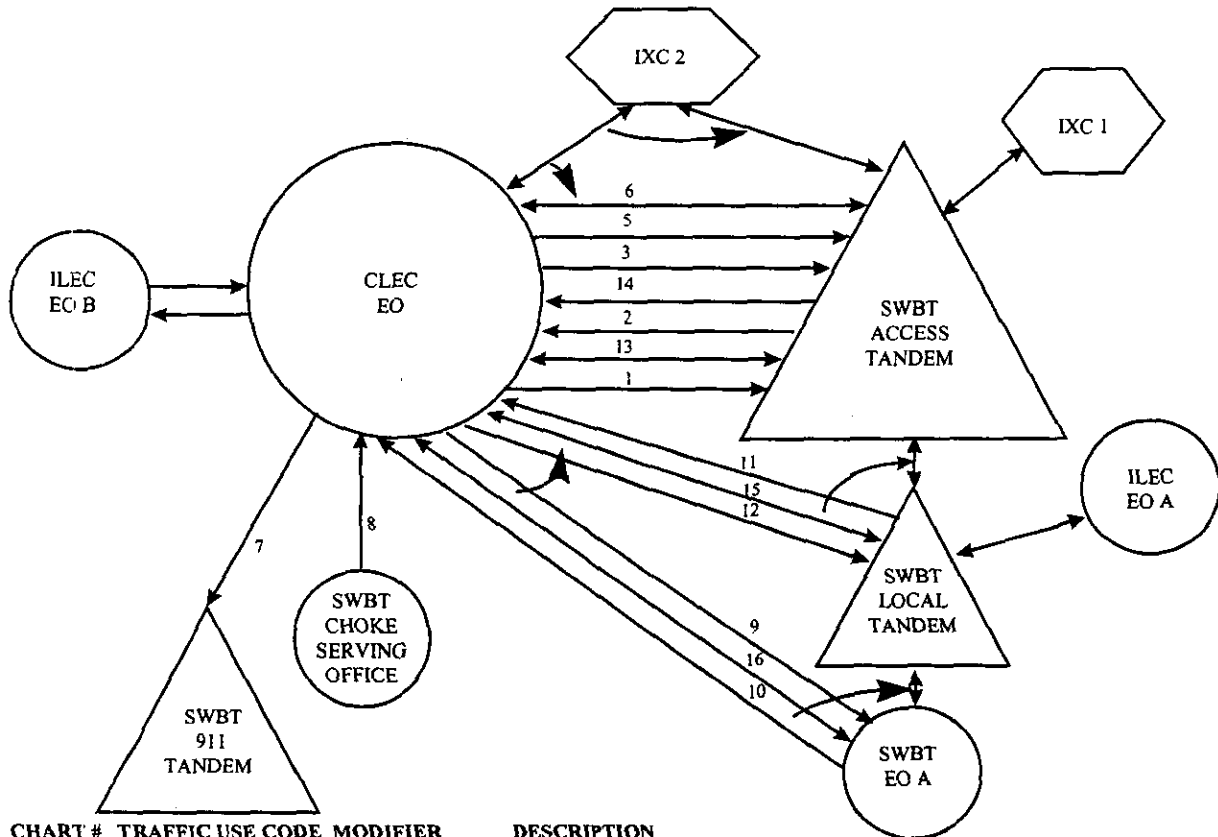 IXC 2
IXC 1
6
5
3
14
2
13
1
CLEC
EO
ILEC
EO B
SWBT
ACCESS
TANDEM
11
15
12
ILEC
EO A
7
8
SWBT
LOCAL
TANDEM
SWBT
CHOKE
SERVING
OFFICE
9
16
10
SWBT
911
TANDEM
SWBT
EO A
CHART # TRAFFIC USE CODE MODIFIER DESCRIPTION